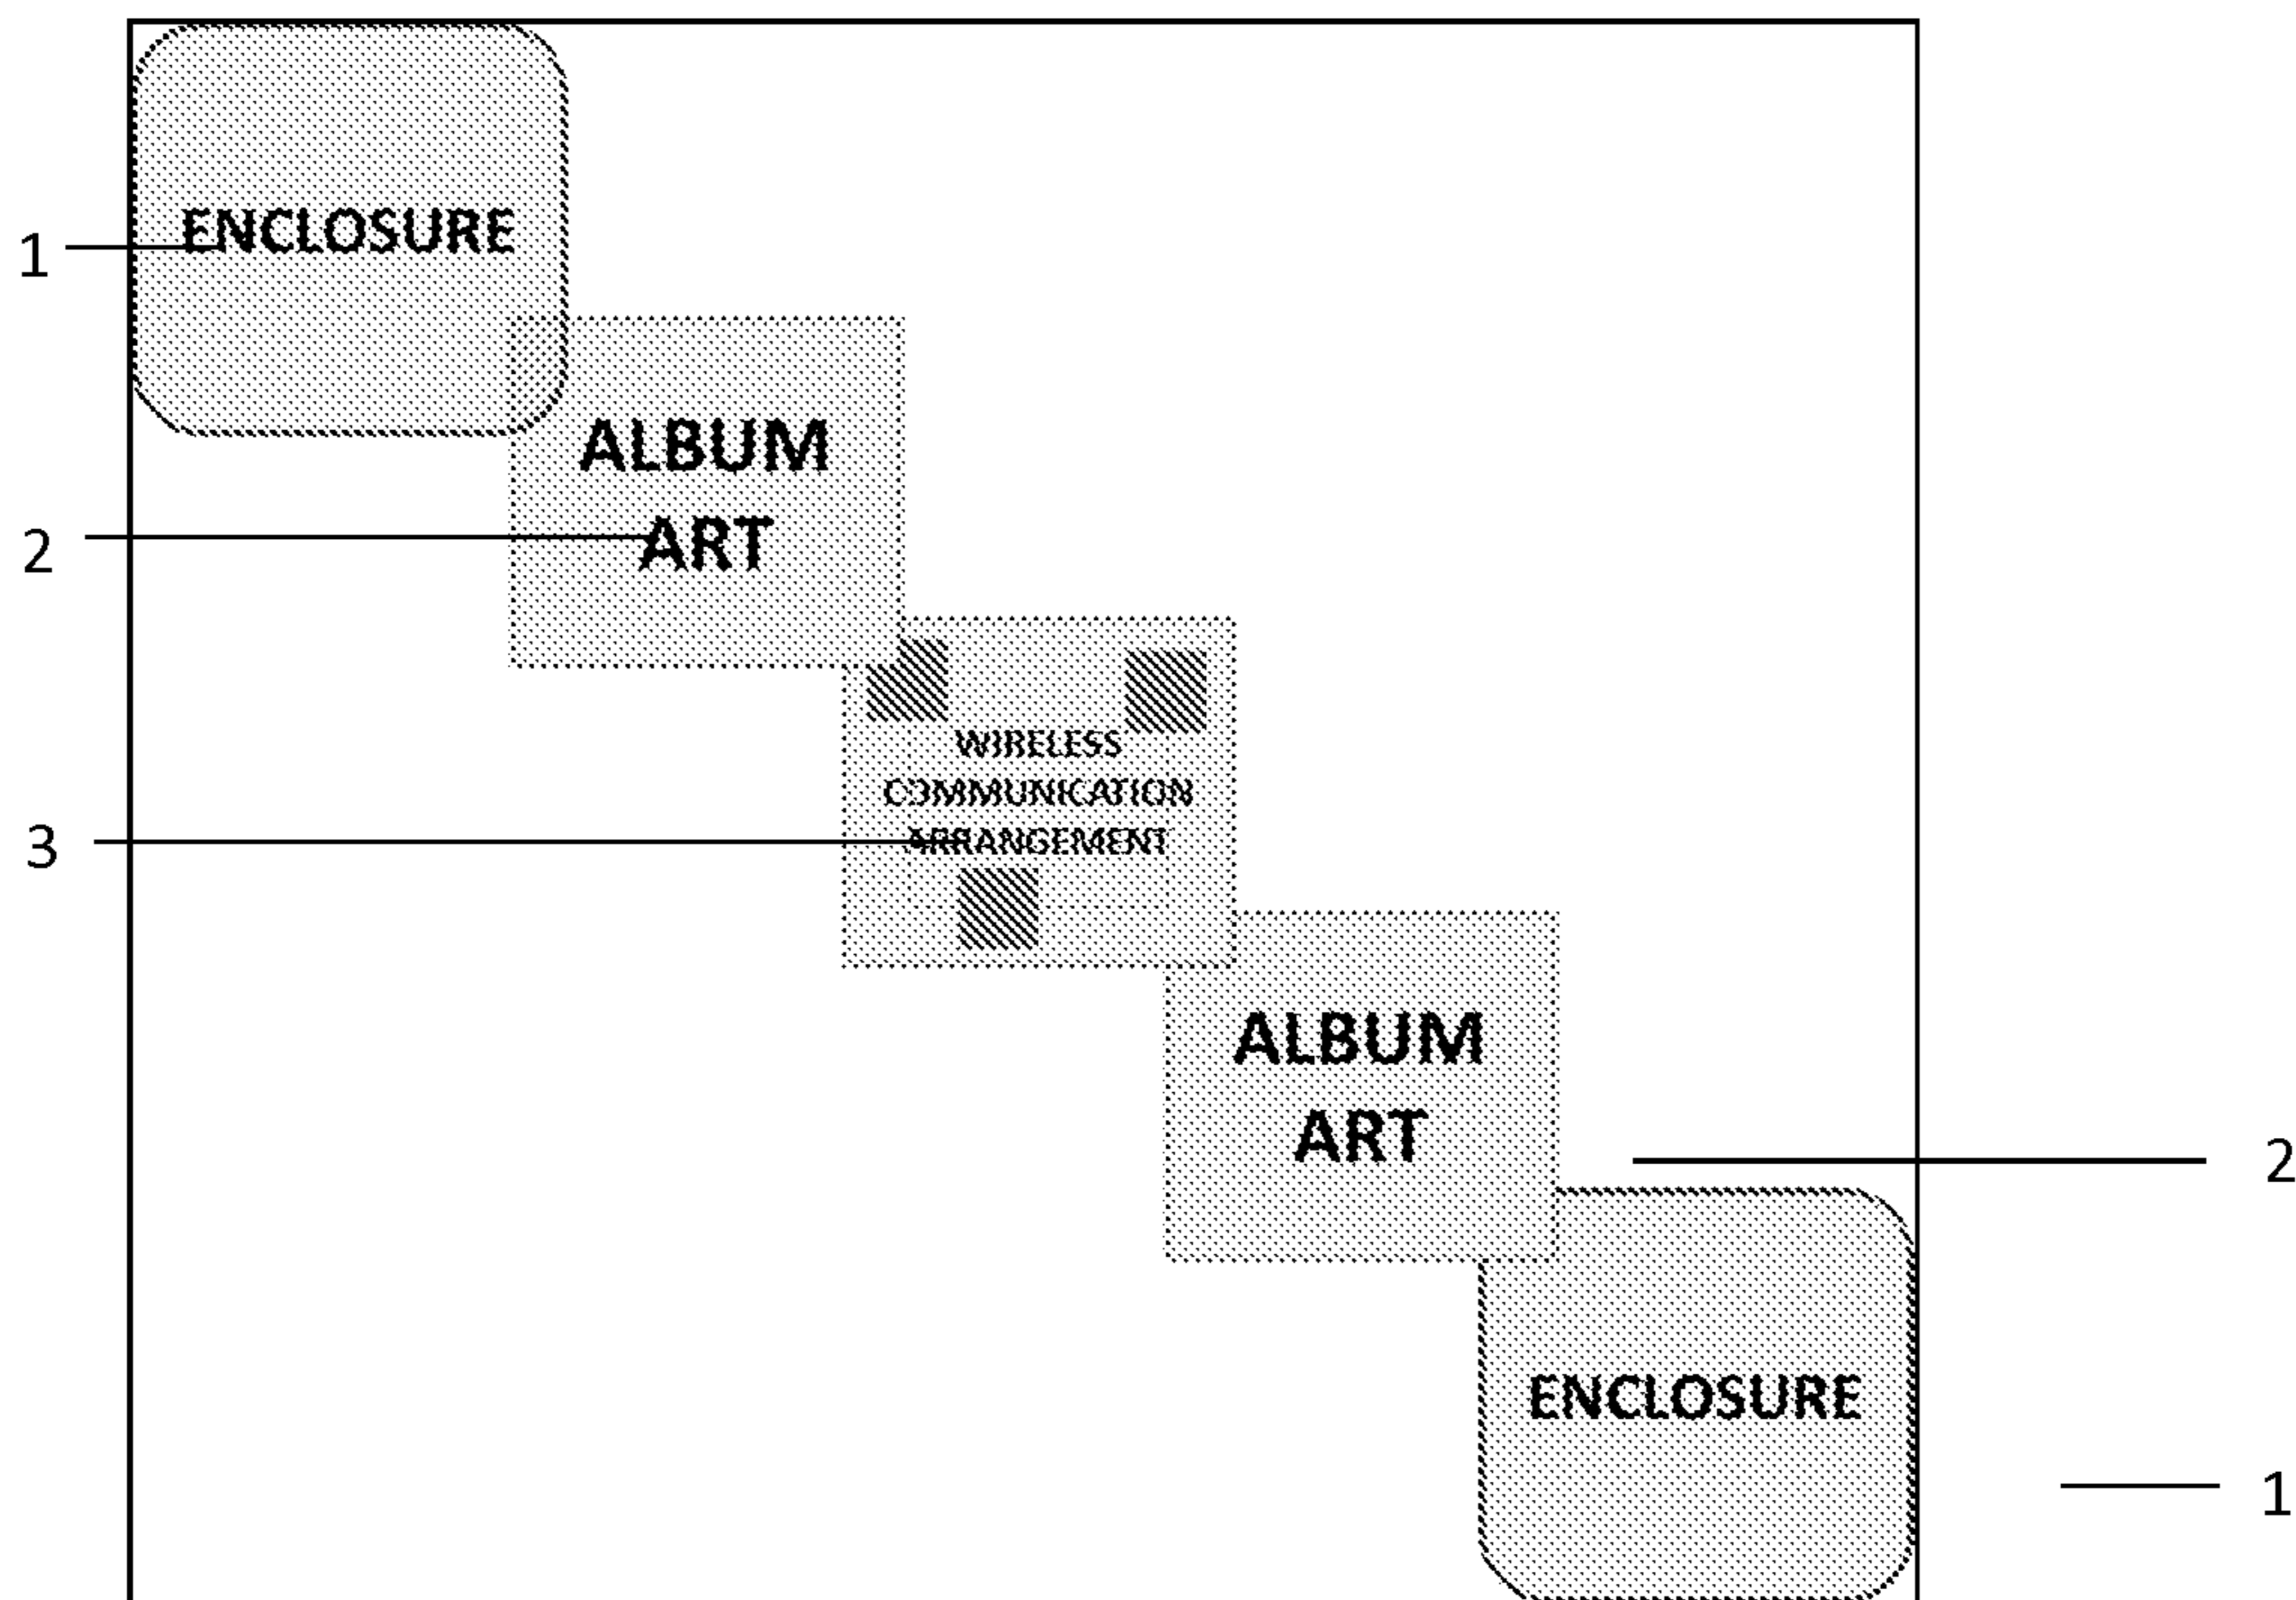 ENCLOSURE
1
ALBUM
ART
2
WIRELESS
COMMUNICATION
ARRANGEMENT
3
ALBUM
ART
2
ENCLOSURE
1